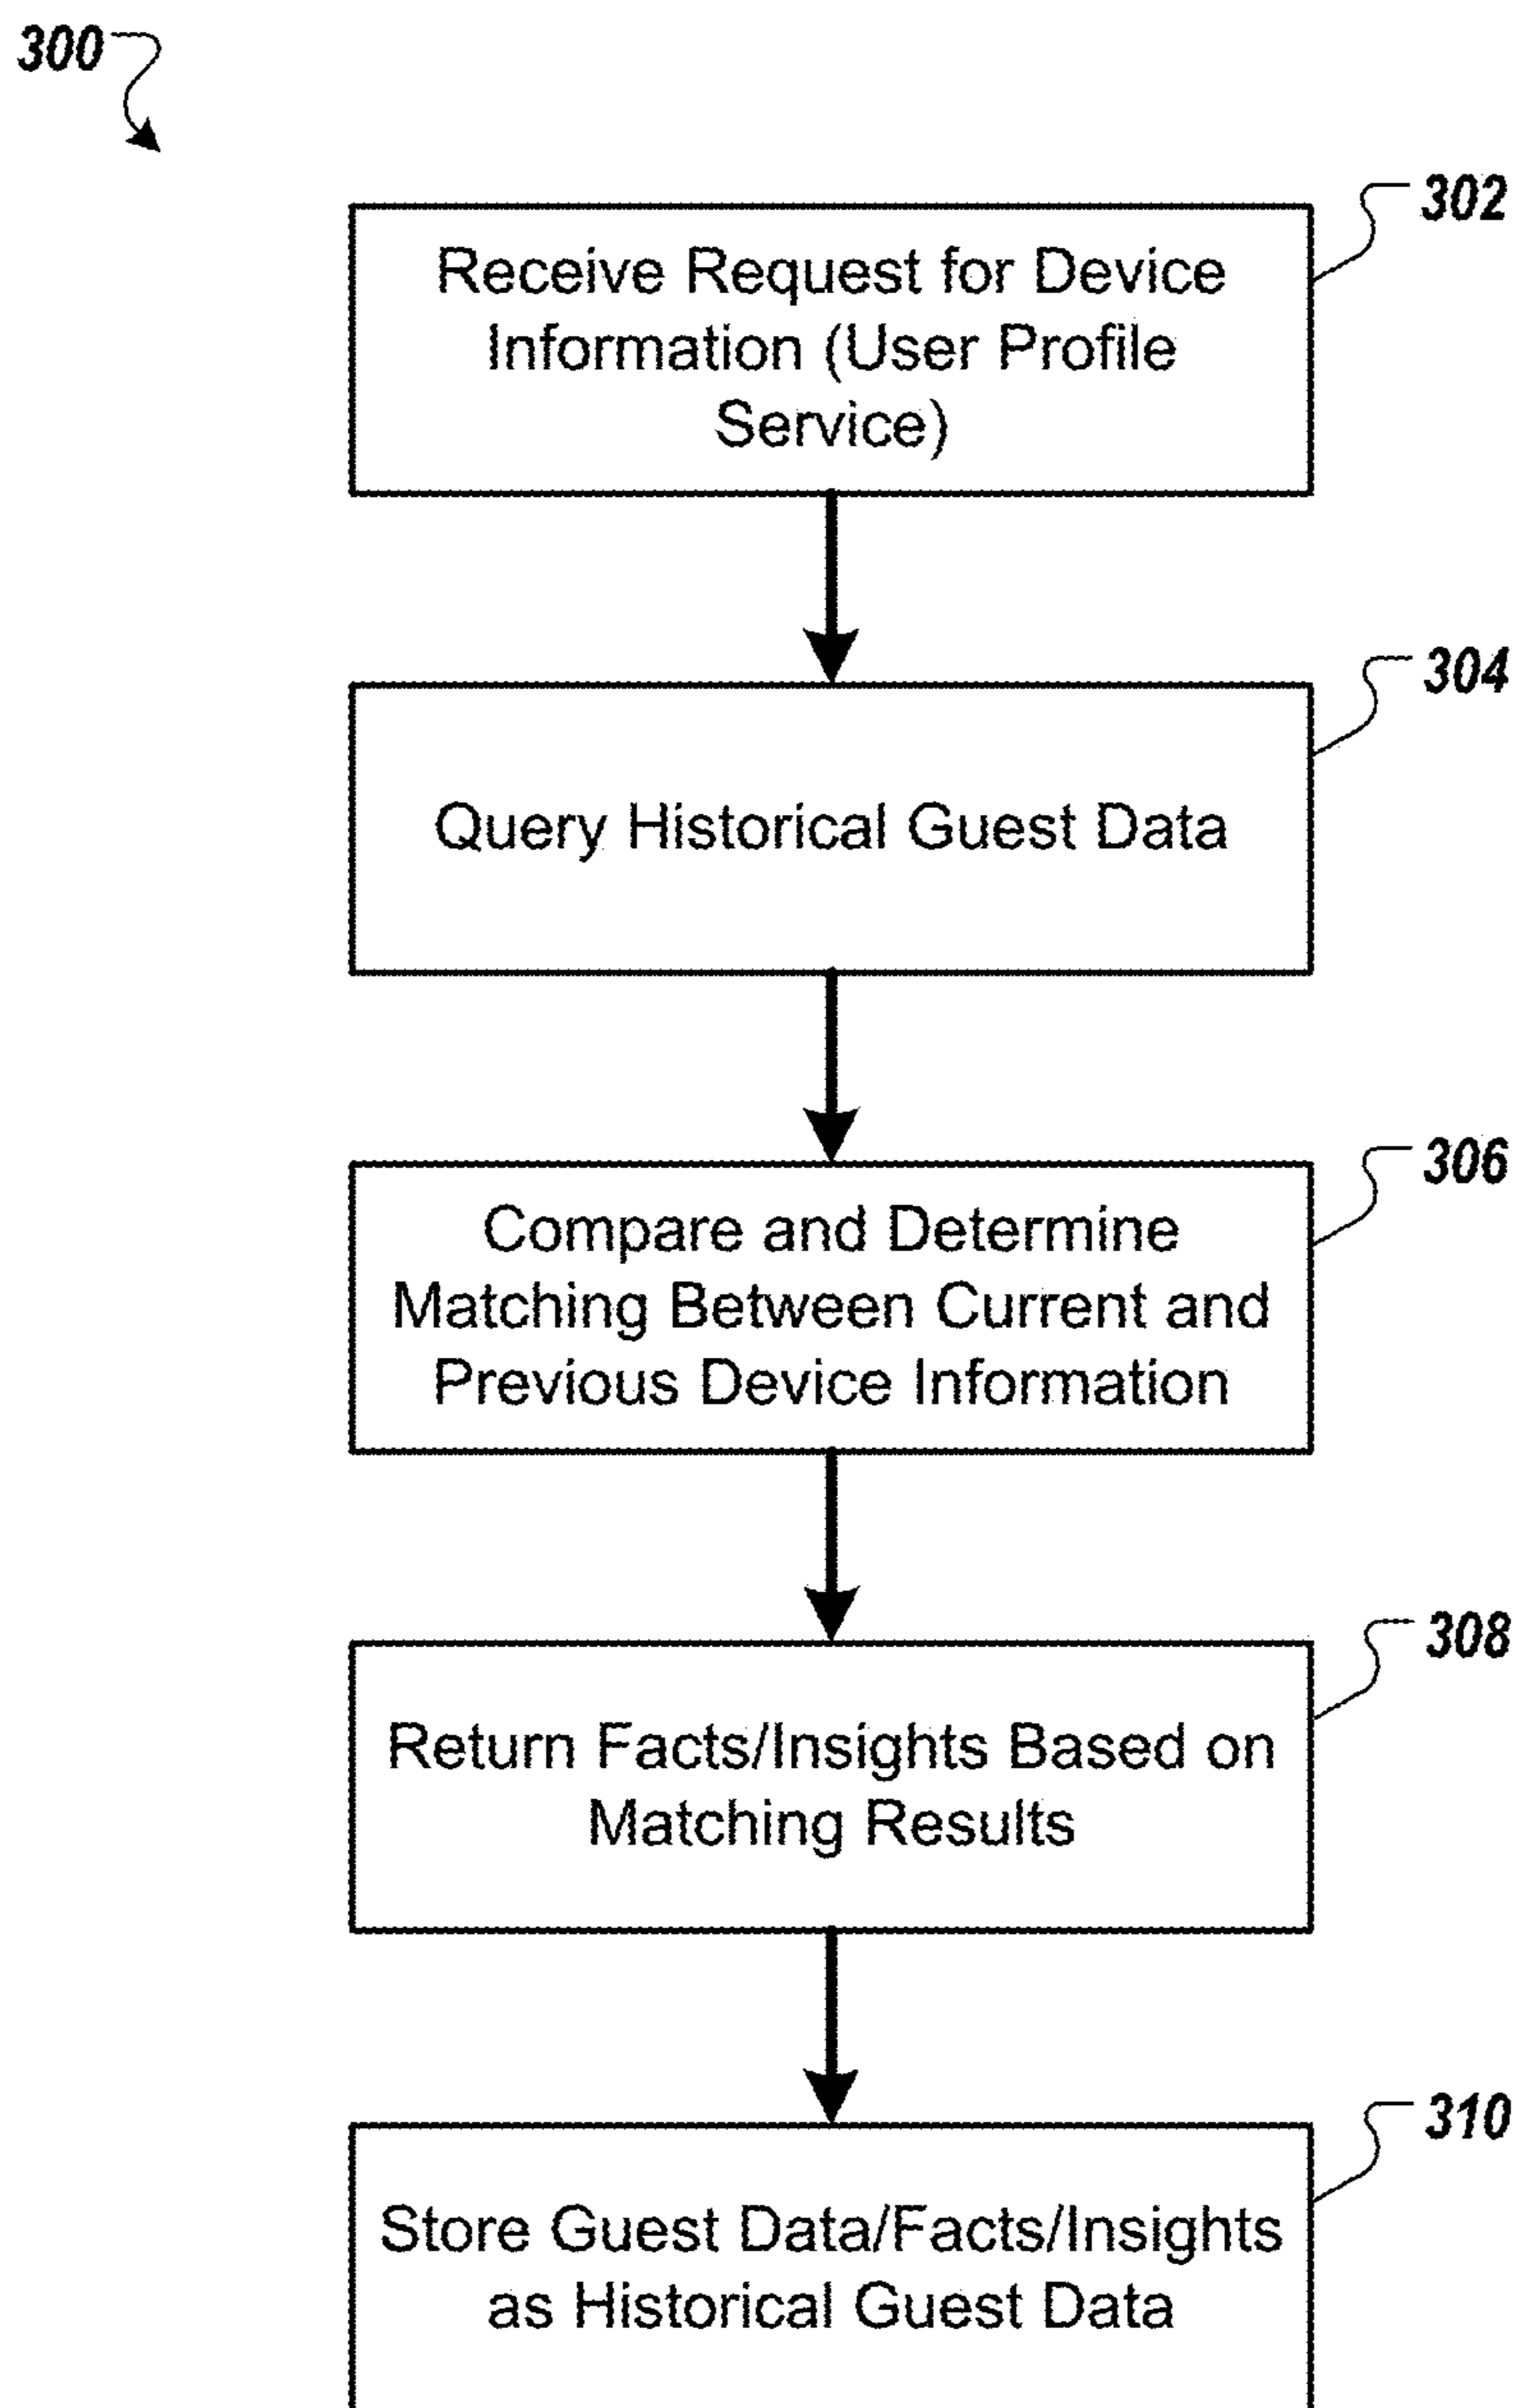 300
302
Receive Request for Device
Information (User Profile
Service)
304
Query Historical Guest Data
306
Compare and Determine
Matching Between Current and
Previous Device Information
308
Return Facts/Insights Based on
Matching Results
310
Store Guest Data/Facts/Insights
as Historical Guest Data